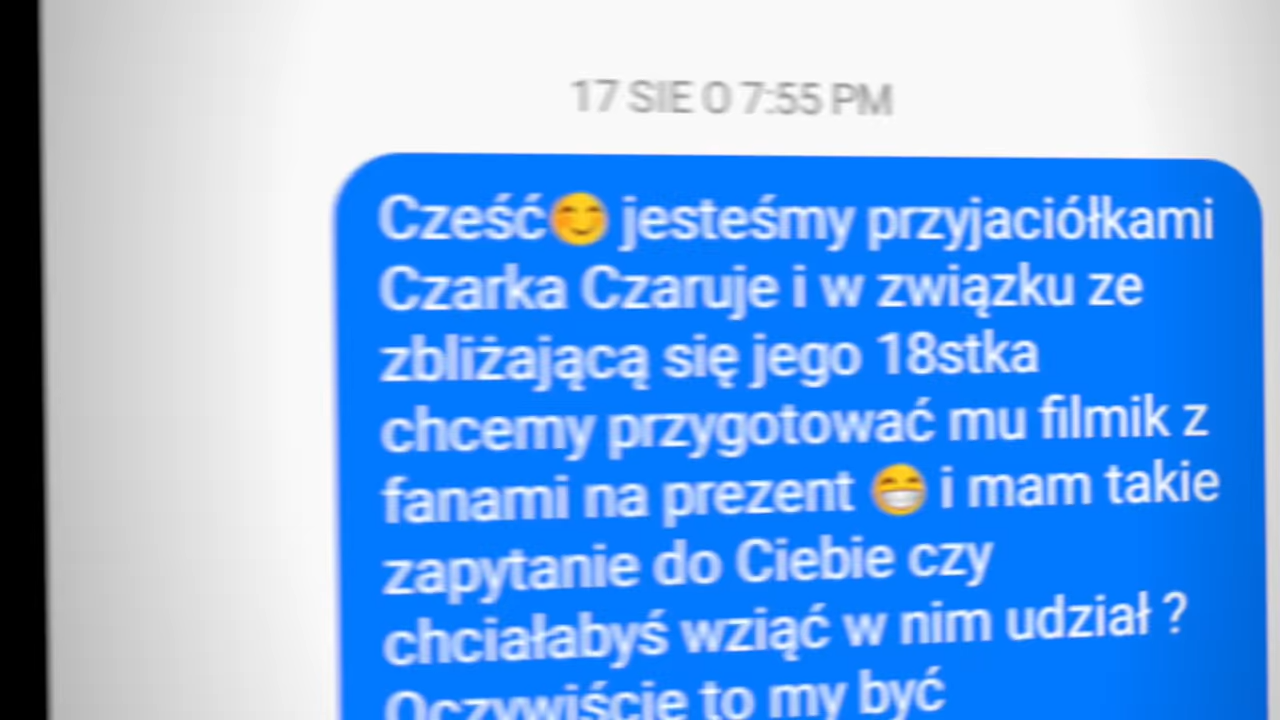 17 SIE O 7:55 PM
Cześć😊 jesteśmy przyjaciółkami
Czarka Czaruje i w związku ze
zbliżającą się jego 18stka
chcemy przygotować mu filmik z
fanami na prezent 😁 i mam takie
zapytanie do Ciebie czy
chciałabyś wziąć w nim udział ?
Oczywiście to my być